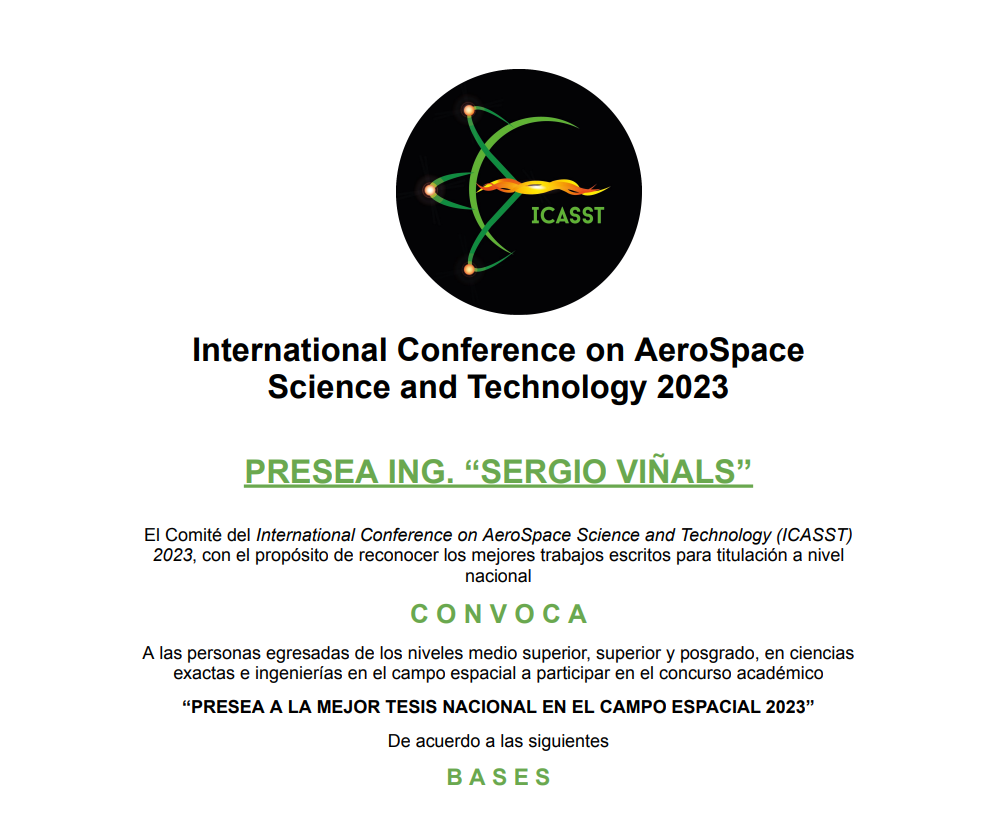 ICASST
International Conference on AeroSpace
Science and Technology 2023
PRESEA ING. “SERGIO VIÑALS”
El Comité del International Conference on AeroSpace Science and Technology (ICASST)
2023, con el propósito de reconocer los mejores trabajos escritos para titulación a nivel
nacional
C O N V O C A
A las personas egresadas de los niveles medio superior, superior y posgrado, en ciencias
exactas e ingenierías en el campo espacial a participar en el concurso académico
“PRESEA A LA MEJOR TESIS NACIONAL EN EL CAMPO ESPACIAL 2023”
De acuerdo a las siguientes
B A S E S